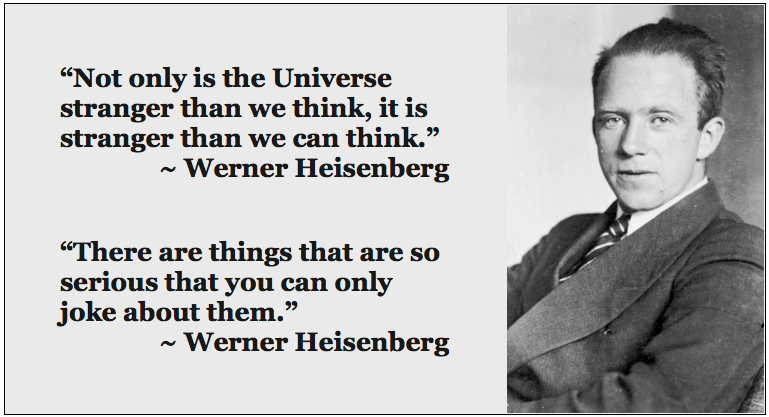 “Not only is the Universe
stranger than we think, it is
stranger than we can think.”
~ Werner Heisenberg
“There are things that are so
serious that you can only
joke about them.”
~ Werner Heisenberg